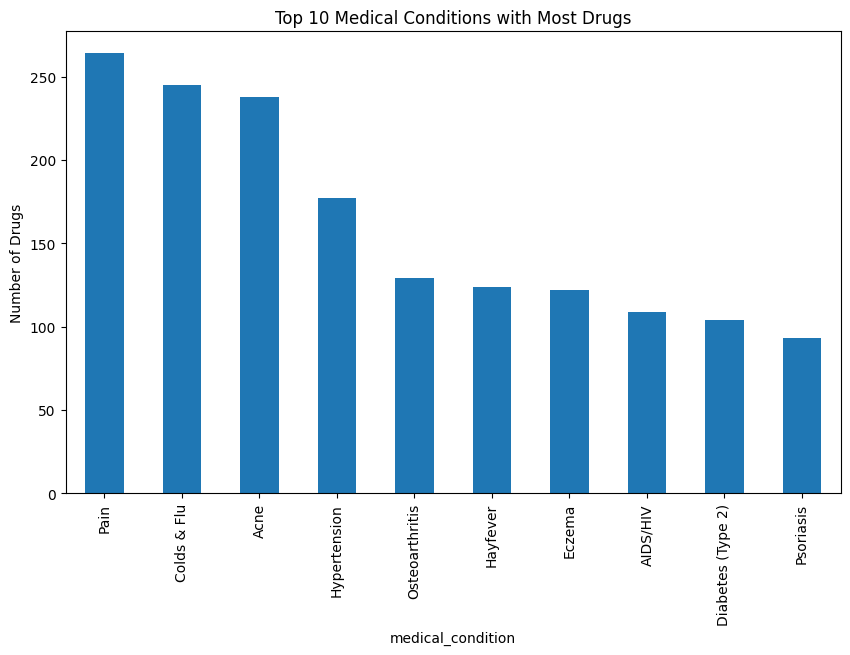 Top 10 Medical Conditions with Most Drugs
Number of Drugs
250
200
150
100
50
0
Pain
Colds & Flu
Acne
Hypertension
Osteoarthritis
Hayfever
Eczema
AIDS/HIV
Diabetes (Type 2)
Psoriasis
medical_condition